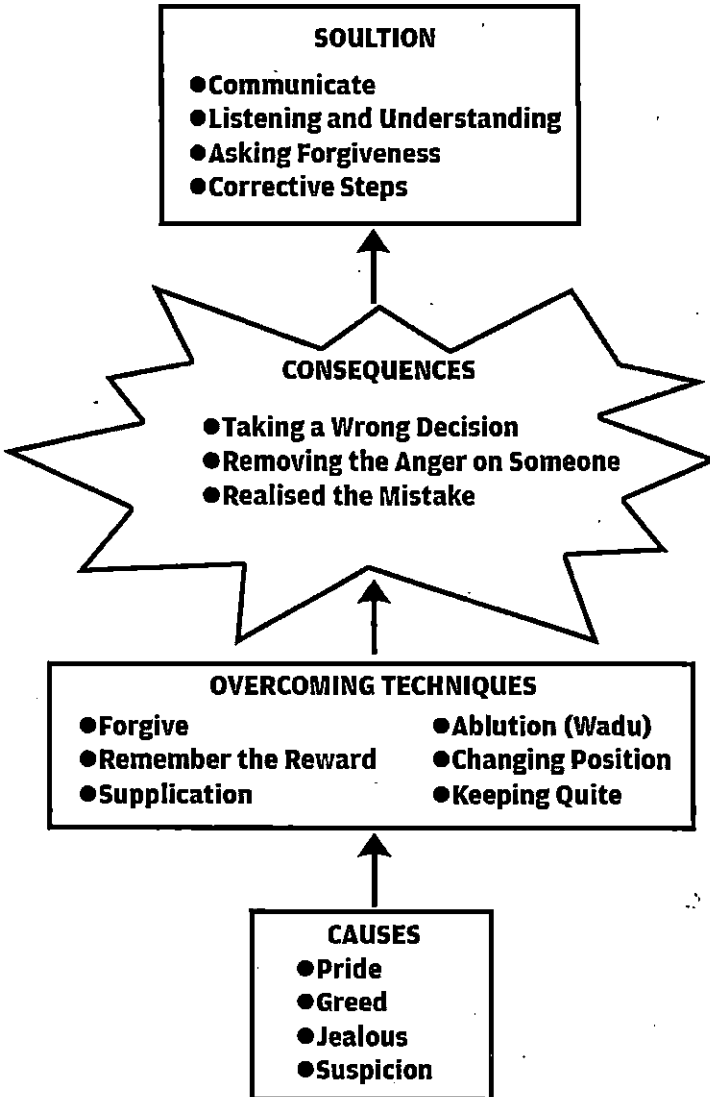 SOULTION
●Communicate
●Listening and Understanding
●Asking Forgiveness
●Corrective Steps
CONSEQUENCES
●Taking a Wrong Decision
●Removing the Anger on Someone
●Realised the Mistake
OVERCOMING TECHNIQUES
●Forgive
●Remember the Reward
●Supplication
●Ablution (Wadu)
●Changing Position
●Keeping Quite
CAUSES
●Pride
●Greed
●Jealous
●Suspicion